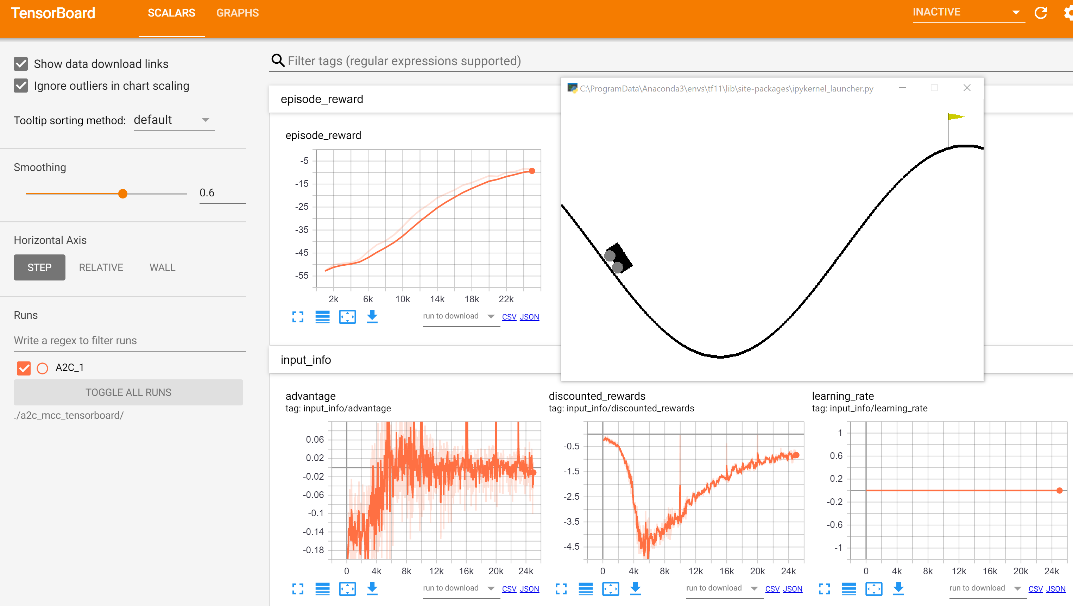 TensorBoard SCALARS GRAPHS INACTIVE
Show data download links
Ignore outliers in chart scaling
Tooltip sorting method: default
Smoothing
0.6
Horizontal Axis
STEP RELATIVE WALL
Runs
Write a regex to filter runs
A2C_1
TOGGLE ALL RUNS
./a2c_mcc_tensorboard/
Filter tags (regular expressions supported)
C:\ProgramData\Anaconda3\envs\tf11\lib\site-packages\ipykernel_launcher.py
episode_reward
episode_reward
-5
-15
-25
-35
-45
-55
2k 6k 10k 14k 18k 22k
run to download CSV JSON
input_info
advantage
tag: input_info/advantage
0.06
0.02
-0.02
-0.06
-0.1
-0.14
-0.18
0 4k 8k 12k 16k 20k 24k
run to download CSV JSON
discounted_rewards
tag: input_info/discounted_rewards
-0.5
-1.5
-2.5
-3.5
-4.5
0 4k 8k 12k 16k 20k 24k
run to download CSV JSON
learning_rate
tag: input_info/learning_rate
1
0.6
0.2
-0.2
-0.6
-1
0 4k 8k 12k 16k 20k 24k
run to download CSV JSON